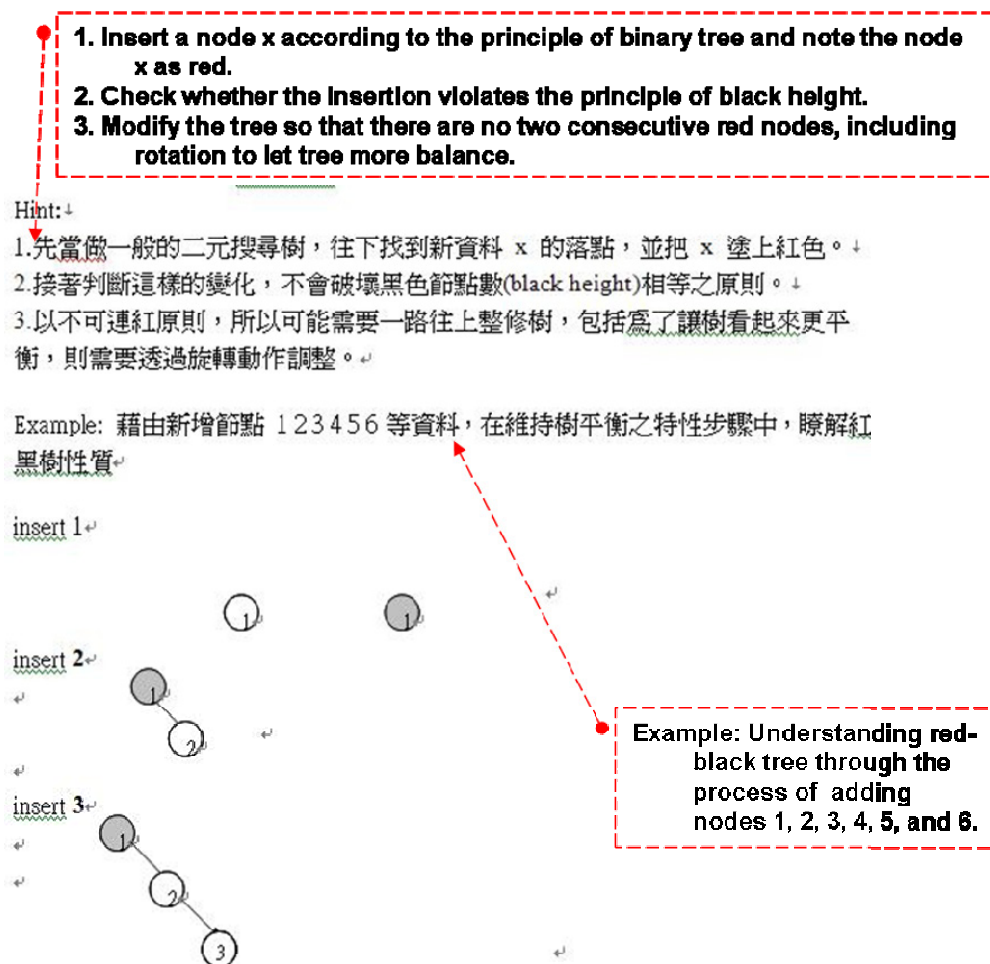 1. Insert a node x according to the principle of binary tree and note the node
x as red.
2. Check whether the insertion violates the principle of black height.
3. Modify the tree so that there are no two consecutive red nodes, including
rotation to let tree more balance.
Hint:↓
1.先當做一般的二元搜尋樹，往下找到新資料 x 的落點，並把 x 塗上紅色。↓
2.接著判斷這樣的變化，不會破壞黑色節點數(black height)相等之原則。↓
3.以不可連紅原則，所以可能需要一路往上整修樹，包括為了讓樹看起來更平
衡，則需要透過旋轉動作調整。↵
Example: 藉由新增節點 1 2 3 4 5 6 等資料，在維持樹平衡之特性步驟中，瞭解紅
黑樹性質↵
insert 1↵
1 1
insert 2↵
1
2
insert 3↵
1
2
3
Example: Understanding red-
black tree through the
process of adding
nodes 1, 2, 3, 4, 5, and 6.